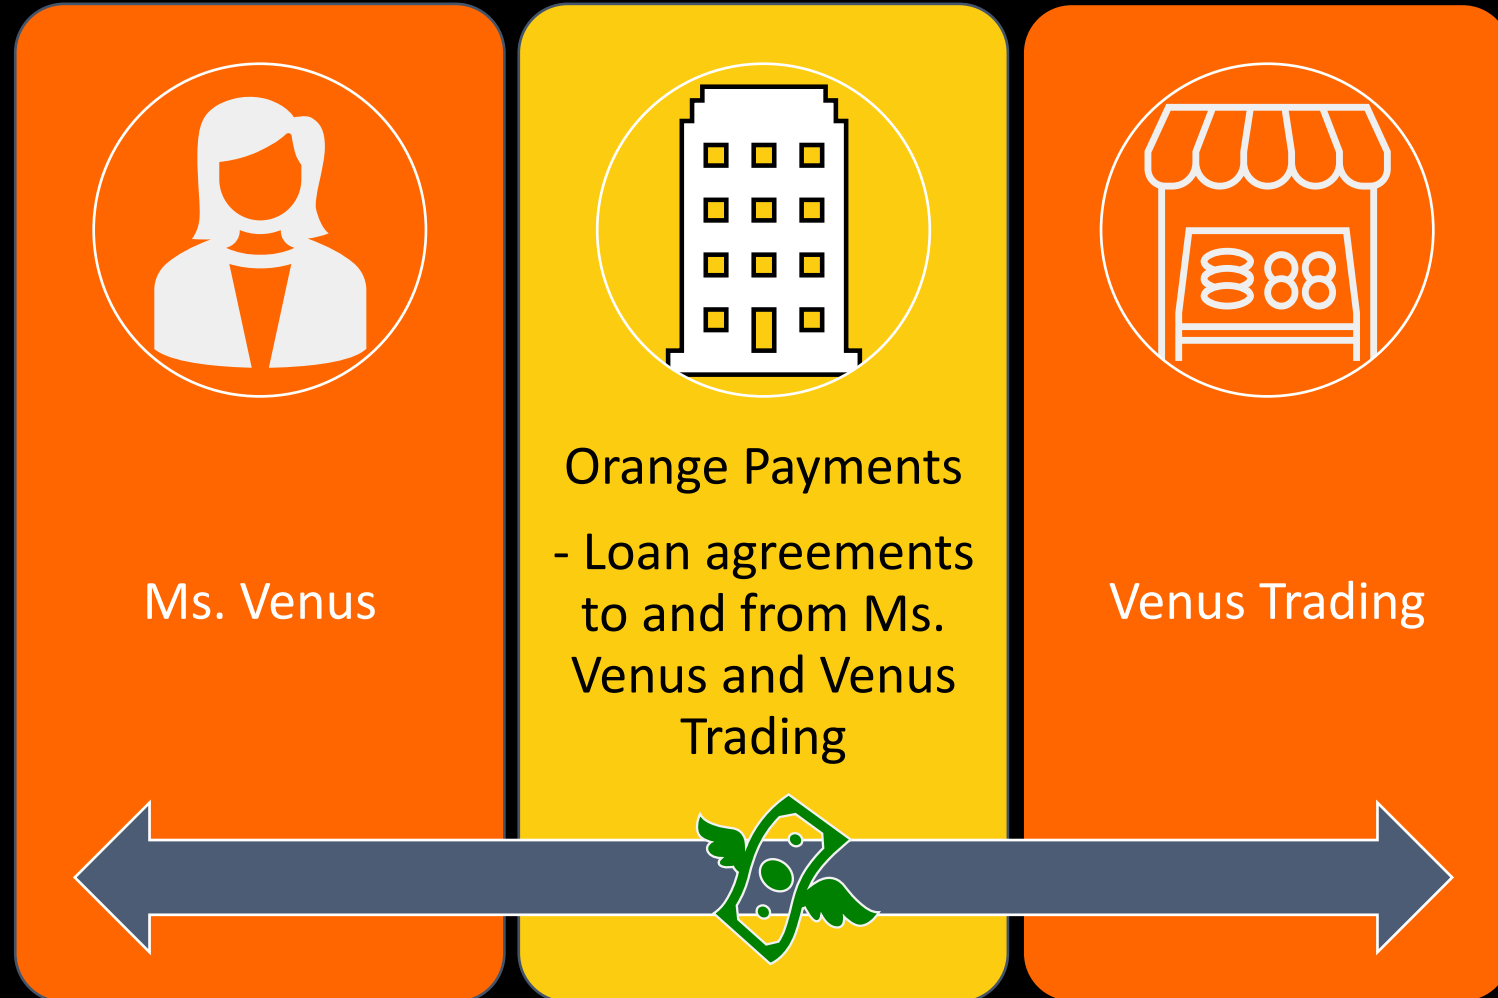 Ms. Venus
Orange Payments
- Loan agreements
to and from Ms.
Venus and Venus
Trading
Venus Trading